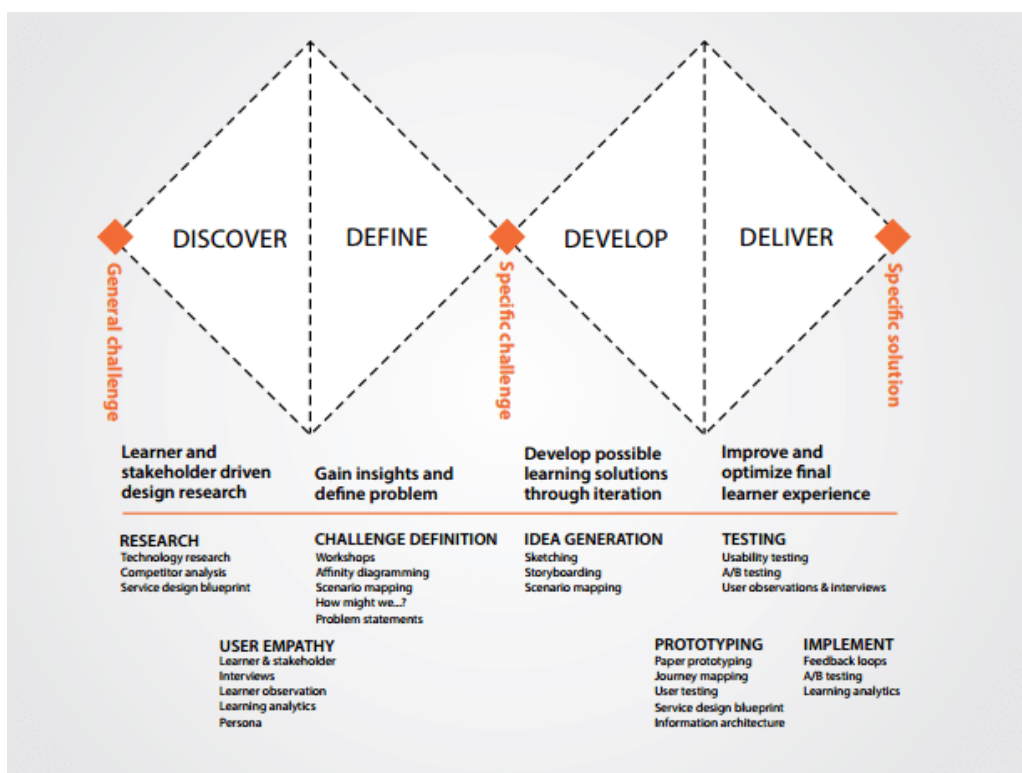 DISCOVER
DEFINE
DEVELOP
DELIVER
General challenge
Specific challenge
Specific solution
Learner and
stakeholder driven
design research
Gain insights and
define problem
Develop possible
learning solutions
through iteration
Improve and
optimize final
learner experience
RESEARCH
Technology research
Competitor analysis
Service design blueprint
CHALLENGE DEFINITION
Workshops
Affinity diagramming
Scenario mapping
How might we...?
Problem statements
IDEA GENERATION
Sketching
Storyboarding
Scenario mapping
TESTING
Usability testing
A/B testing
User observations & interviews
USER EMPATHY
Learner & stakeholder
Interviews
Learner observation
Learning analytics
Persona
PROTOTYPING
Paper prototyping
Journey mapping
User testing
Service design blueprint
Information architecture
IMPLEMENT
Feedback loops
A/B testing
Learning analytics